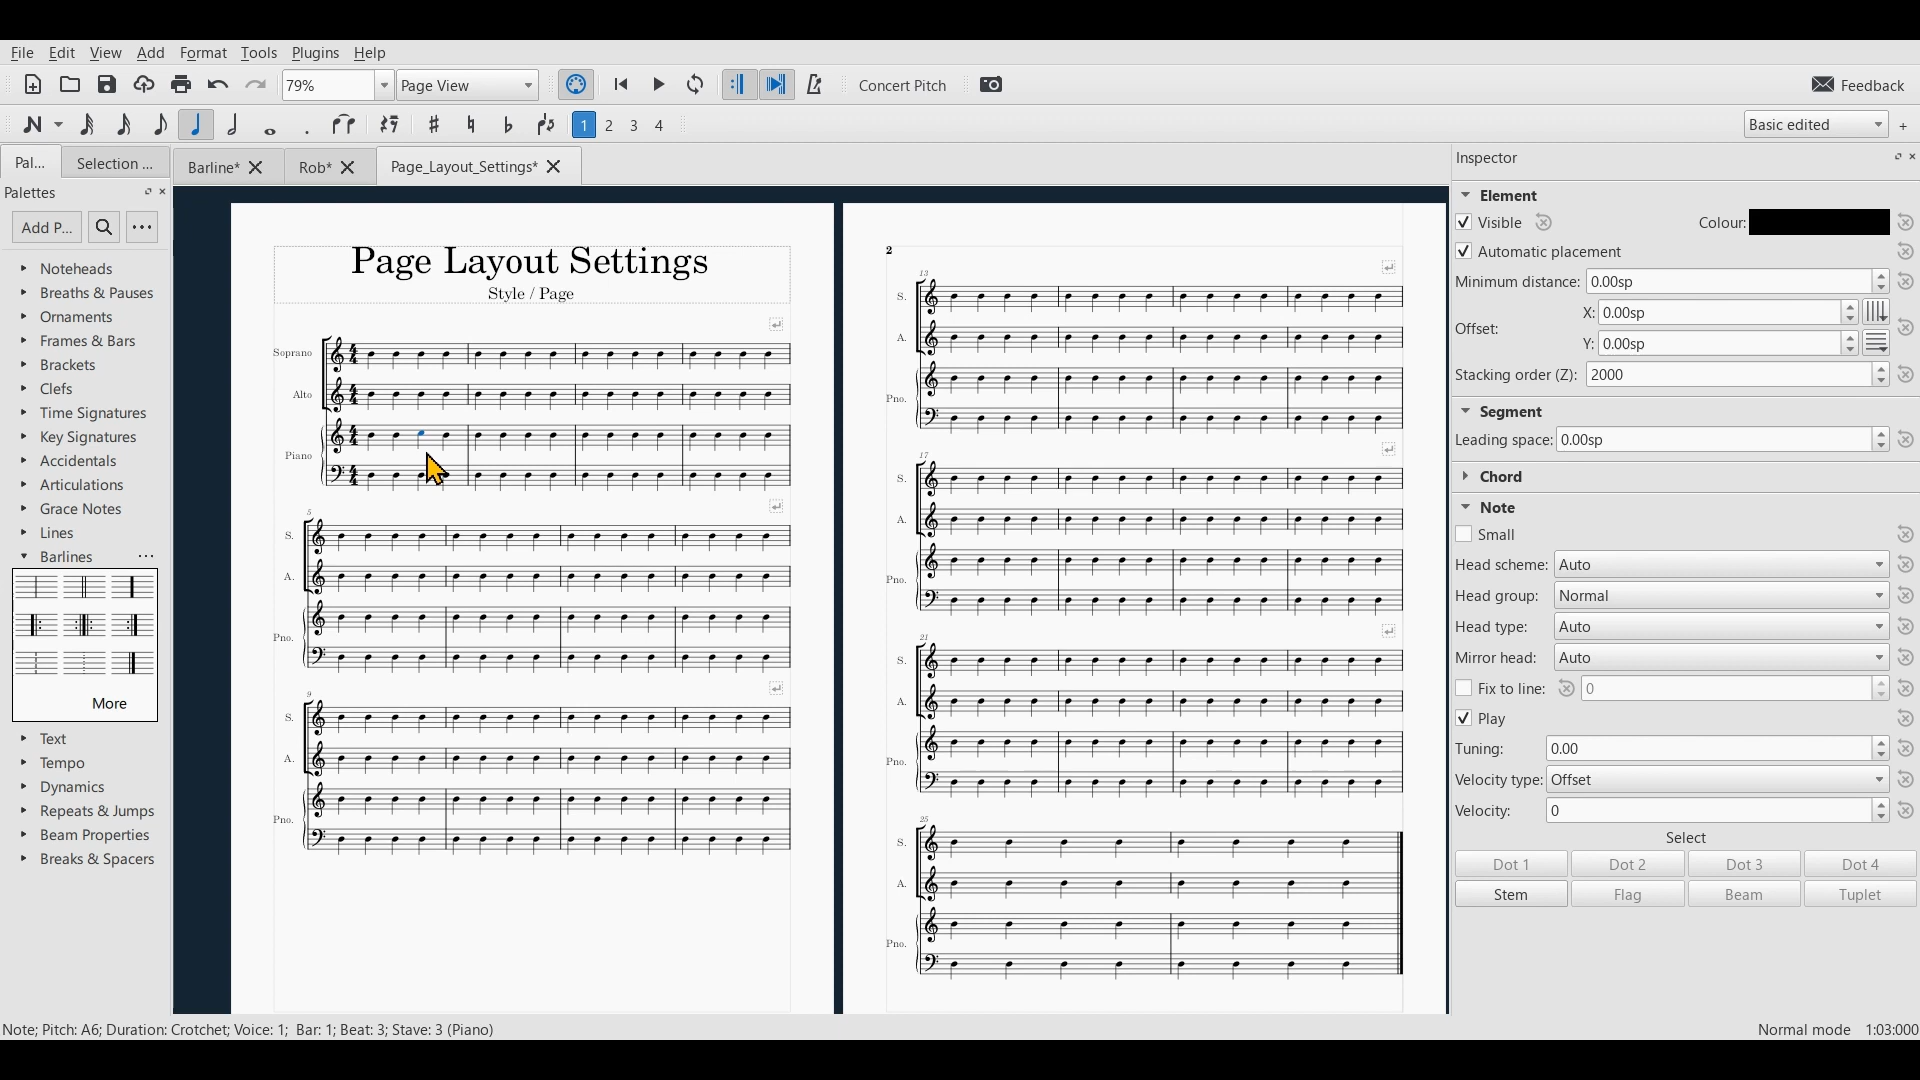 File Edit View Add Format Tools Plugins Help
79% Page View Concert Pitch Feedback
1 2 3 4 Basic edited +
Pal... Selection ... Barline* Rob* Page_Layout_Settings*
Palettes
Add P... ...
Noteheads
Breaths & Pauses
Ornaments
Frames & Bars
Brackets
Clefs
Time Signatures
Key Signatures
Accidentals
Articulations
Grace Notes
Lines
Barlines ...
More
Text
Tempo
Dynamics
Repeats & Jumps
Beam Properties
Breaks & Spacers
Page Layout Settings
Style / Page
Soprano
Alto
Piano
5
S.
A.
Pno.
9
S.
A.
Pno.
2
13
S.
A.
Pno.
17
S.
A.
Pno.
21
S.
A.
Pno.
25
S.
A.
Pno.
Inspector
Element
Visible Colour:
Automatic placement
Minimum distance: 0.00sp
Offset: X: 0.00sp
Y: 0.00sp
Stacking order (Z): 2000
Segment
Leading space: 0.00sp
Chord
Note
Small
Head scheme: Auto
Head group: Normal
Head type: Auto
Mirror head: Auto
Fix to line: 0
Play
Tuning: 0.00
Velocity type: Offset
Velocity: 0
Select
Dot 1 Dot 2 Dot 3 Dot 4
Stem Flag Beam Tuplet
Note; Pitch: A6; Duration: Crotchet; Voice: 1; Bar: 1; Beat: 3; Stave: 3 (Piano) Normal mode 1:03:000